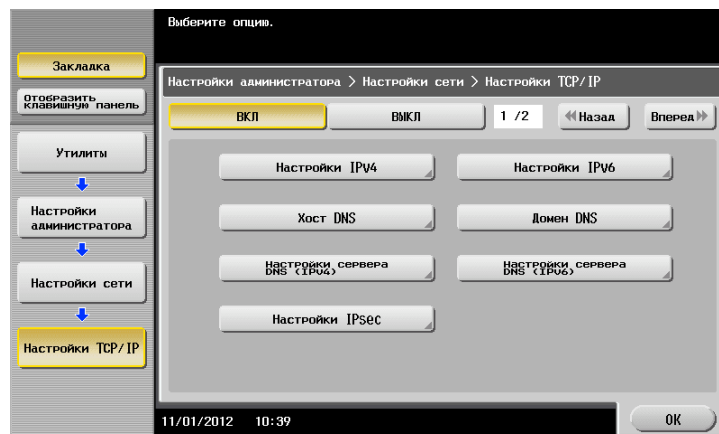 Выберите опцию.
Закладка
Отобразить
клавишную панель
Настройки администратора > Настройки сети > Настройки TCP/IP
ВКЛ
ВЫКЛ
1 /2
Назад
Вперед
Утилиты
Настройки
администратора
Настройки сети
Настройки TCP/IP
Настройки IPv4
Настройки IPv6
Хост DNS
Домен DNS
Настройки сервера
DNS (IPv4)
Настройки сервера
DNS (IPv6)
Настройки IPsec
11/01/2012 10:39
OK